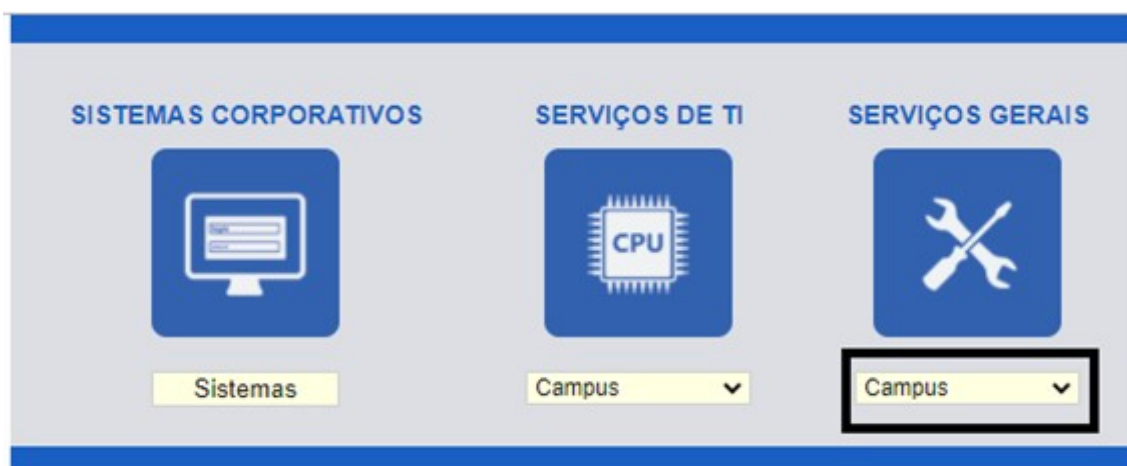 SISTEMAS CORPORATIVOS
SERVIÇOS DE TI
SERVIÇOS GERAIS
CPU
Sistemas
Campus
Campus